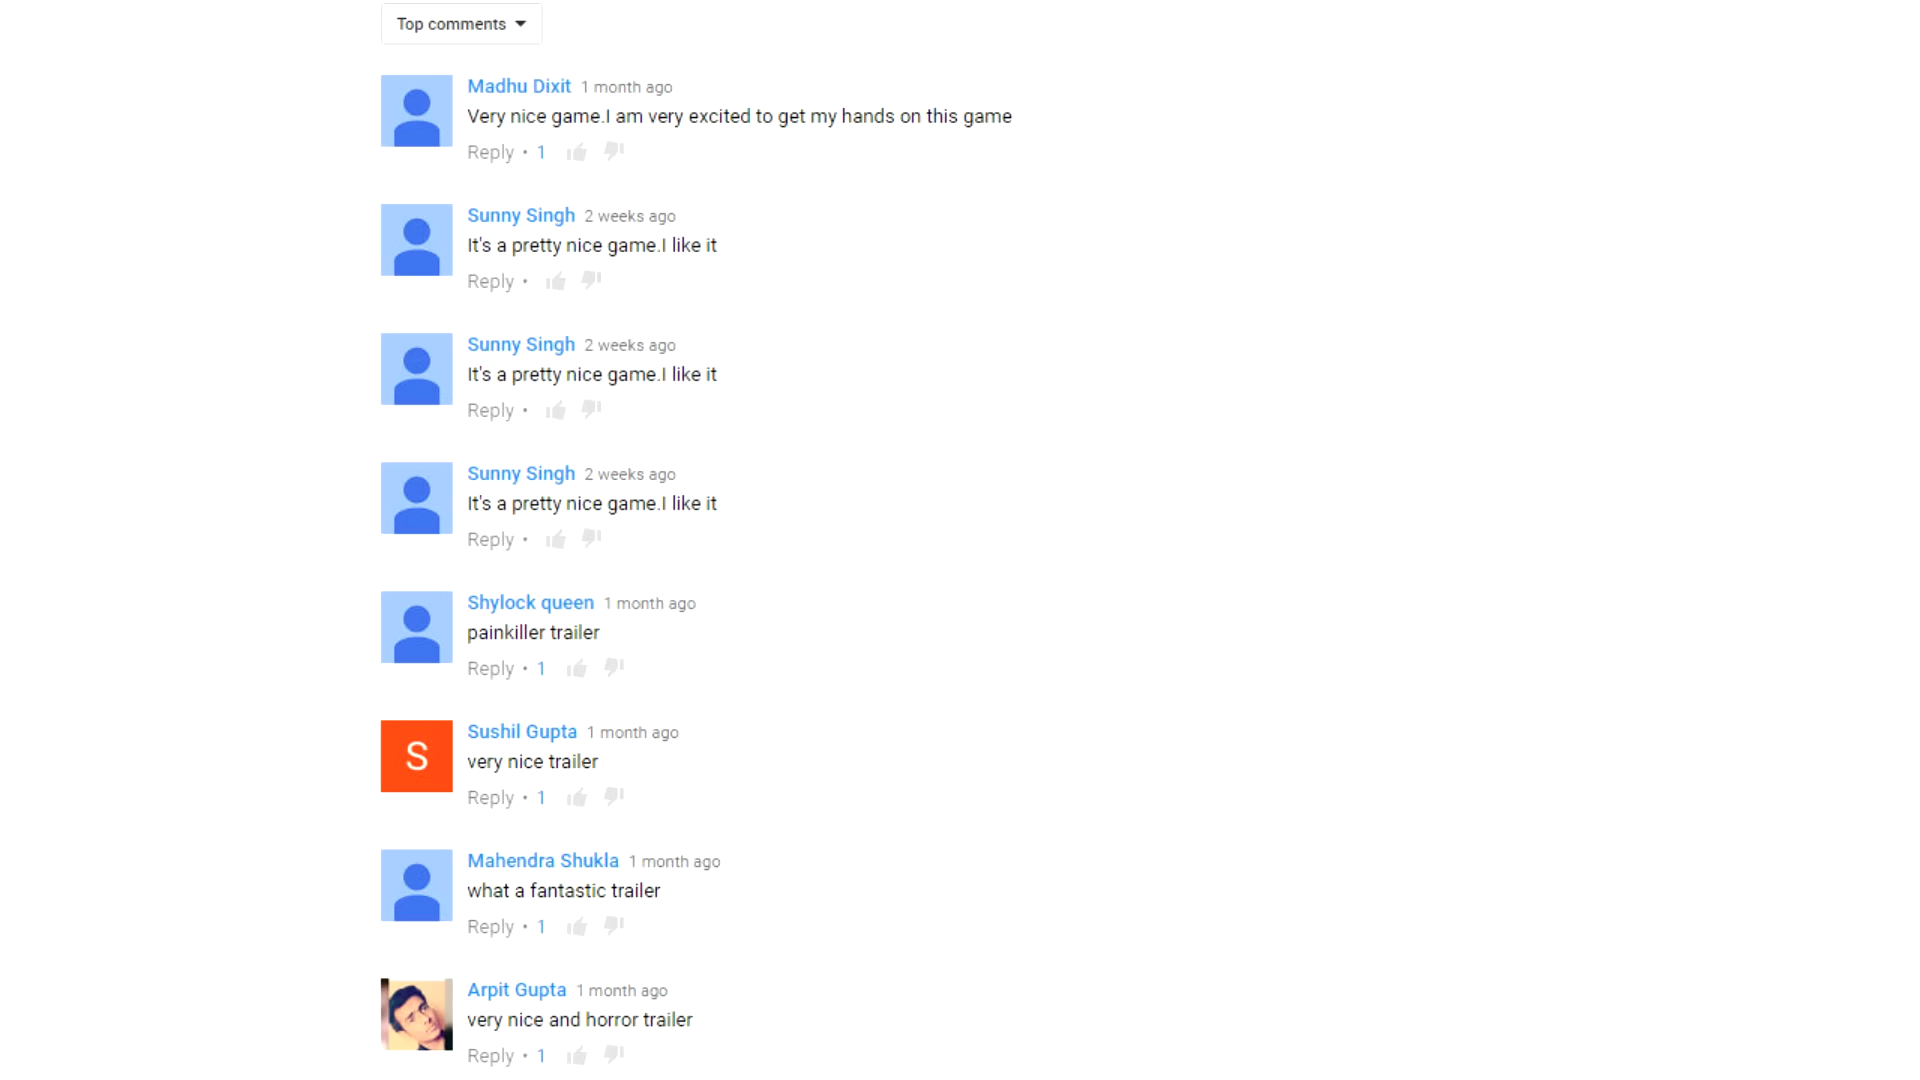 Top comments
Madhu Dixit 1 month ago
Very nice game.I am very excited to get my hands on this game
Reply • 1
Sunny Singh 2 weeks ago
It's a pretty nice game.I like it
Reply •
Sunny Singh 2 weeks ago
It's a pretty nice game.I like it
Reply •
Sunny Singh 2 weeks ago
It's a pretty nice game.I like it
Reply •
Shylock queen 1 month ago
painkiller trailer
Reply • 1
S
Sushil Gupta 1 month ago
very nice trailer
Reply • 1
Mahendra Shukla 1 month ago
what a fantastic trailer
Reply • 1
Arpit Gupta 1 month ago
very nice and horror trailer
Reply • 1